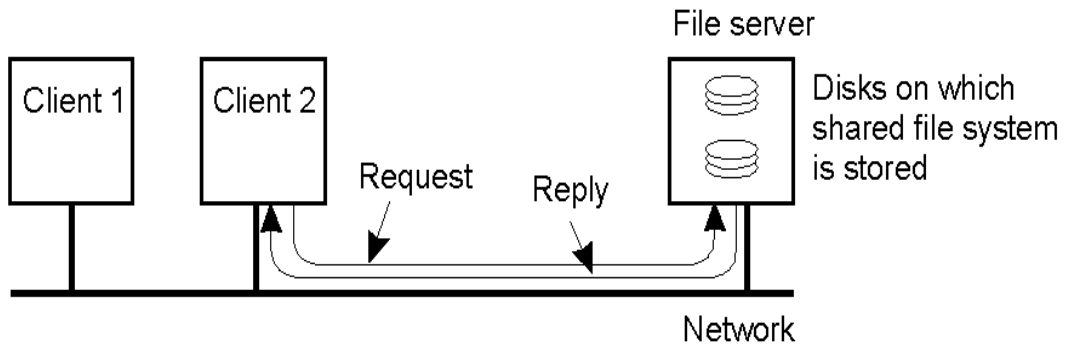 File server
Client 1
Client 2
Disks on which
shared file system
is stored
Request
Reply
Network